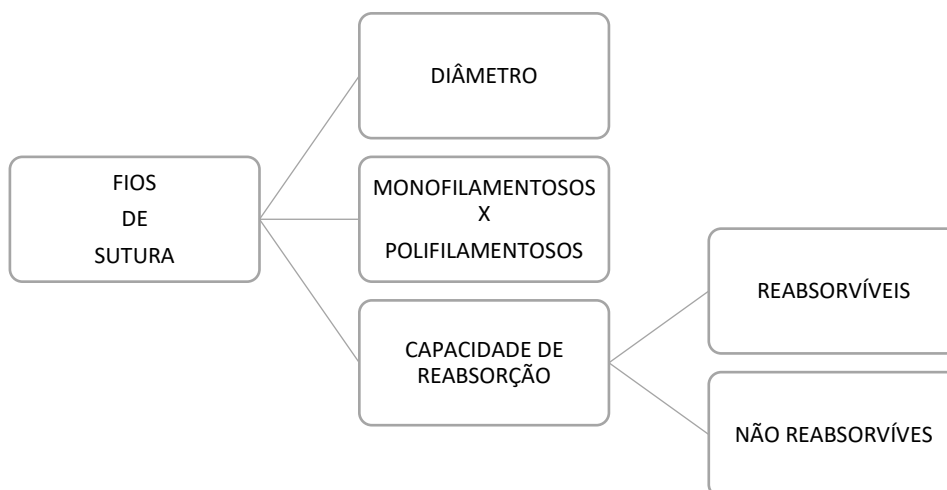 FIOS
DE
SUTURA
DIÂMETRO
MONOFILAMENTOSOS
X
POLIFILAMENTOSOS
CAPACIDADE DE
REABSORÇÃO
REABSORVÍVEIS
NÃO REABSORVÍVES